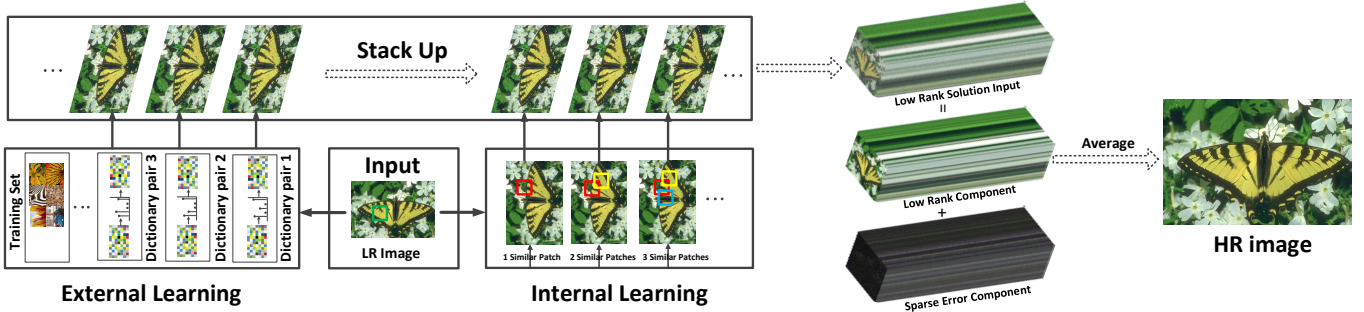 Stack Up
...
...
Training Set
...
Dictionary pair 3
Dictionary pair 2
Dictionary pair 1
External Learning
Input
LR Image
1 Similar Patch
2 Similar Patches
3 Similar Patches
...
Internal Learning
Low Rank Solution Input
=
Low Rank Component
+
Sparse Error Component
Average
HR image